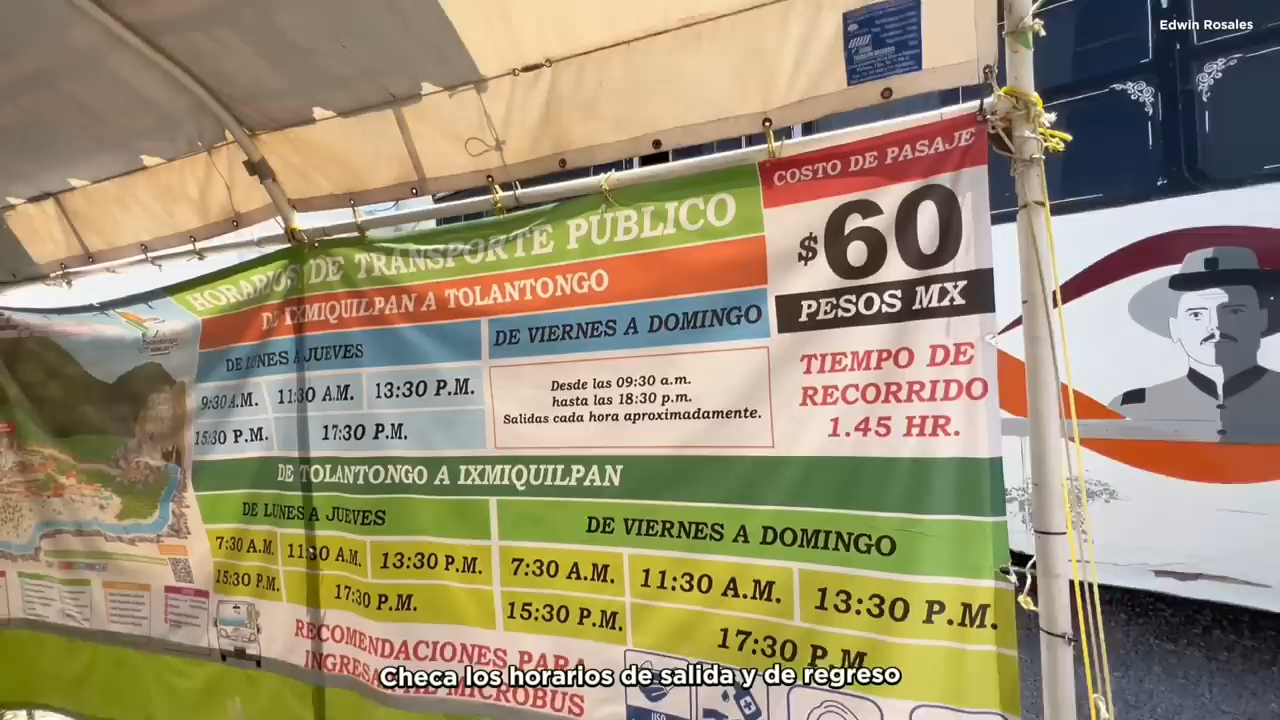 Edwin Rosales
HORARIOS DE TRANSPORTE PÚBLICO
DE IXMIQUILPAN A TOLANTONGO
DE LUNES A JUEVES
9:30 A.M. 11:30 A.M. 13:30 P.M.
15:30 P.M. 17:30 P.M.
DE VIERNES A DOMINGO
Desde las 09:30 a.m.
hasta las 18:30 p.m.
Salidas cada hora aproximadamente.
COSTO DE PASAJE
$60
PESOS MX
TIEMPO DE
RECORRIDO
1.45 HR.
DE TOLANTONGO A IXMIQUILPAN
DE LUNES A JUEVES
7:30 A.M. 11:30 A.M. 13:30 P.M.
15:30 P.M. 17:30 P.M.
DE VIERNES A DOMINGO
7:30 A.M. 11:30 A.M. 13:30 P.M.
15:30 P.M. 17:30 P.M.
RECOMENDACIONES PARA
INGRESAR AL MICROBUS
USO
Checa los horarios de salida y de regreso